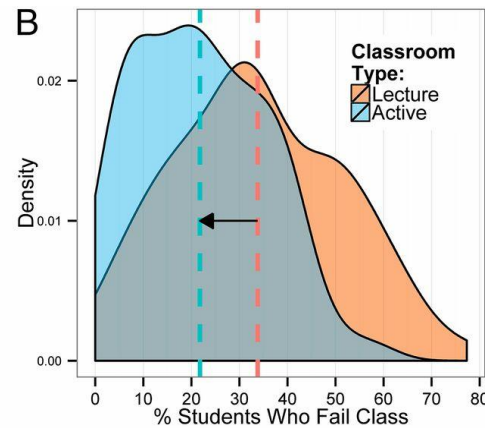 B
Classroom
Type:
Lecture
Active
Density
0.02
0.01
0.00
0 10 20 30 40 50 60 70 80
% Students Who Fail Class